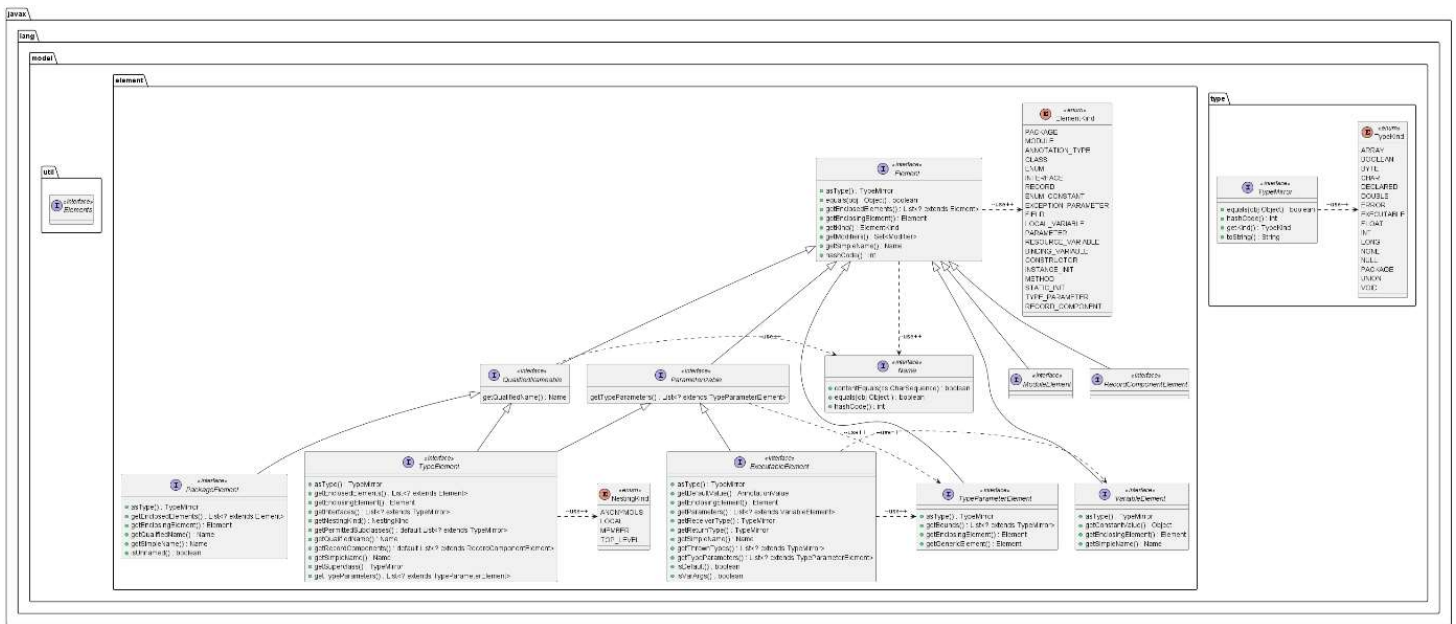 javax
lang
model
util
«interface»
Elements
element
«enum»
ElementKind
PACKAGE
MODULE
ANNOTATION_TYPE
CLASS
ENUM
INTERFACE
RECORD
ENUM_CONSTANT
EXCEPTION_PARAMETER
FIELD
LOCAL_VARIABLE
PARAMETER
RESOURCE_VARIABLE
BINDING_VARIABLE
CONSTRUCTOR
INSTANCE_INIT
METHOD
STATIC_INIT
TYPE_PARAMETER
RECORD_COMPONENT
«interface»
Element
asType() : TypeMirror
equals(obj : Object) : boolean
getEnclosedElements() : List<? extends Element>
getEnclosingElement() : Element
getKind() : ElementKind
getModifiers() : Set<Modifier>
getSimpleName() : Name
hashCode() : int
«interface»
QualifiedNameable
getQualifiedName() : Name
«interface»
Parameterizable
getTypeParameters() : List<? extends TypeParameterElement>
«interface»
Name
contentEquals(cs CharSequence) : boolean
equals(obj Object) : boolean
hashCode() : int
«interface»
ModuleElement
«interface»
RecordComponentElement
«interface»
PackageElement
asType() : TypeMirror
getEnclosedElements() : List<? extends Element>
getEnclosingElement() : Element
getQualifiedName() : Name
getSimpleName() : Name
isUnnamed() : boolean
«interface»
TypeElement
asType() : TypeMirror
getEnclosedElements() : List<? extends Element>
getEnclosingElement() : Element
getInterfaces() : List<? extends TypeMirror>
getNestingKind() : NestingKind
getPermittedSubclasses() : default List<? extends TypeMirror>
getQualifiedName() : Name
getRecordComponents() : default List<? extends RecordComponentElement>
getSimpleName() : Name
getSuperclass() : TypeMirror
getTypeParameters() : List<? extends TypeParameterElement>
«enum»
NestingKind
ANONYMOUS
LOCAL
MEMBER
TOP_LEVEL
«interface»
ExecutableElement
asType() : TypeMirror
getDefaultValue() : AnnotationValue
getEnclosingElement() : Element
getParameters() : List<? extends VariableElement>
getReceiverType() : TypeMirror
getReturnType() : TypeMirror
getSimpleName() : Name
getThrownTypes() : List<? extends TypeMirror>
getTypeParameters() : List<? extends TypeParameterElement>
isDefault() : boolean
isVarArgs() : boolean
«interface»
TypeParameterElement
asType() : TypeMirror
getBounds() : List<? extends TypeMirror>
getEnclosingElement() : Element
getGenericElement() : Element
«interface»
VariableElement
asType() : TypeMirror
getConstantValue() : Object
getEnclosingElement() : Element
getSimpleName() : Name
type
«interface»
TypeMirror
equals(obj Object) : boolean
hashCode() : int
getKind() : TypeKind
toString() : String
«enum»
TypeKind
ARRAY
BOOLEAN
BYTE
CHAR
DECLARED
DOUBLE
ERROR
EXECUTABLE
FLOAT
INT
LONG
NONE
NULL
PACKAGE
UNION
VOID